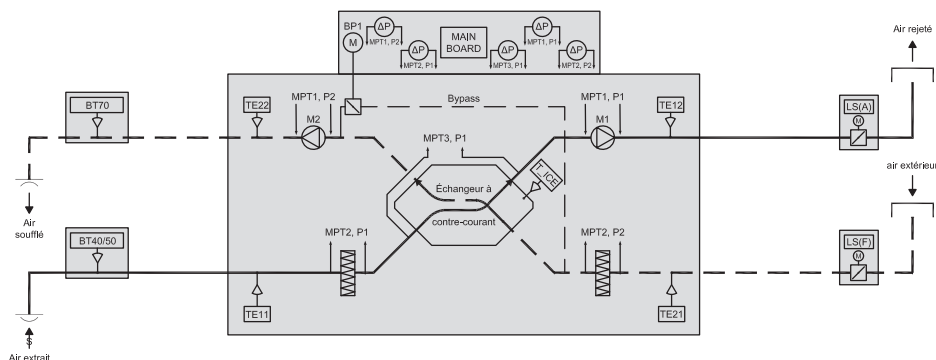 BP1
M
ΔP
MPT1, P2
ΔP
MPT2, P1
MAIN
BOARD
ΔP
MPT3, P1
ΔP
MPT1, P1
ΔP
MPT2, P2
Air rejeté
BT70
TE22
MPT1, P2
M2
Bypass
MPT1, P1
M1
TE12
LS(A)
M
MPT3, P1
T_ICE
Échangeur à
contre-courant
air extérieur
Air
soufflé
BT40/50
MPT2, P1
MPT2, P2
LS(F)
M
TE11
TE21
$
Air extrait